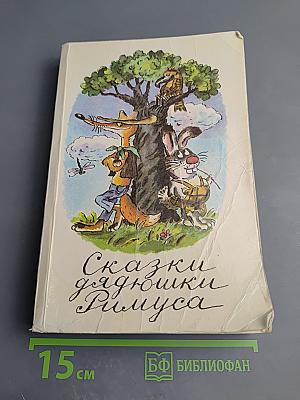 Сказки
дядюшки
Римуса
15 см
БФ БИБЛИОФАН